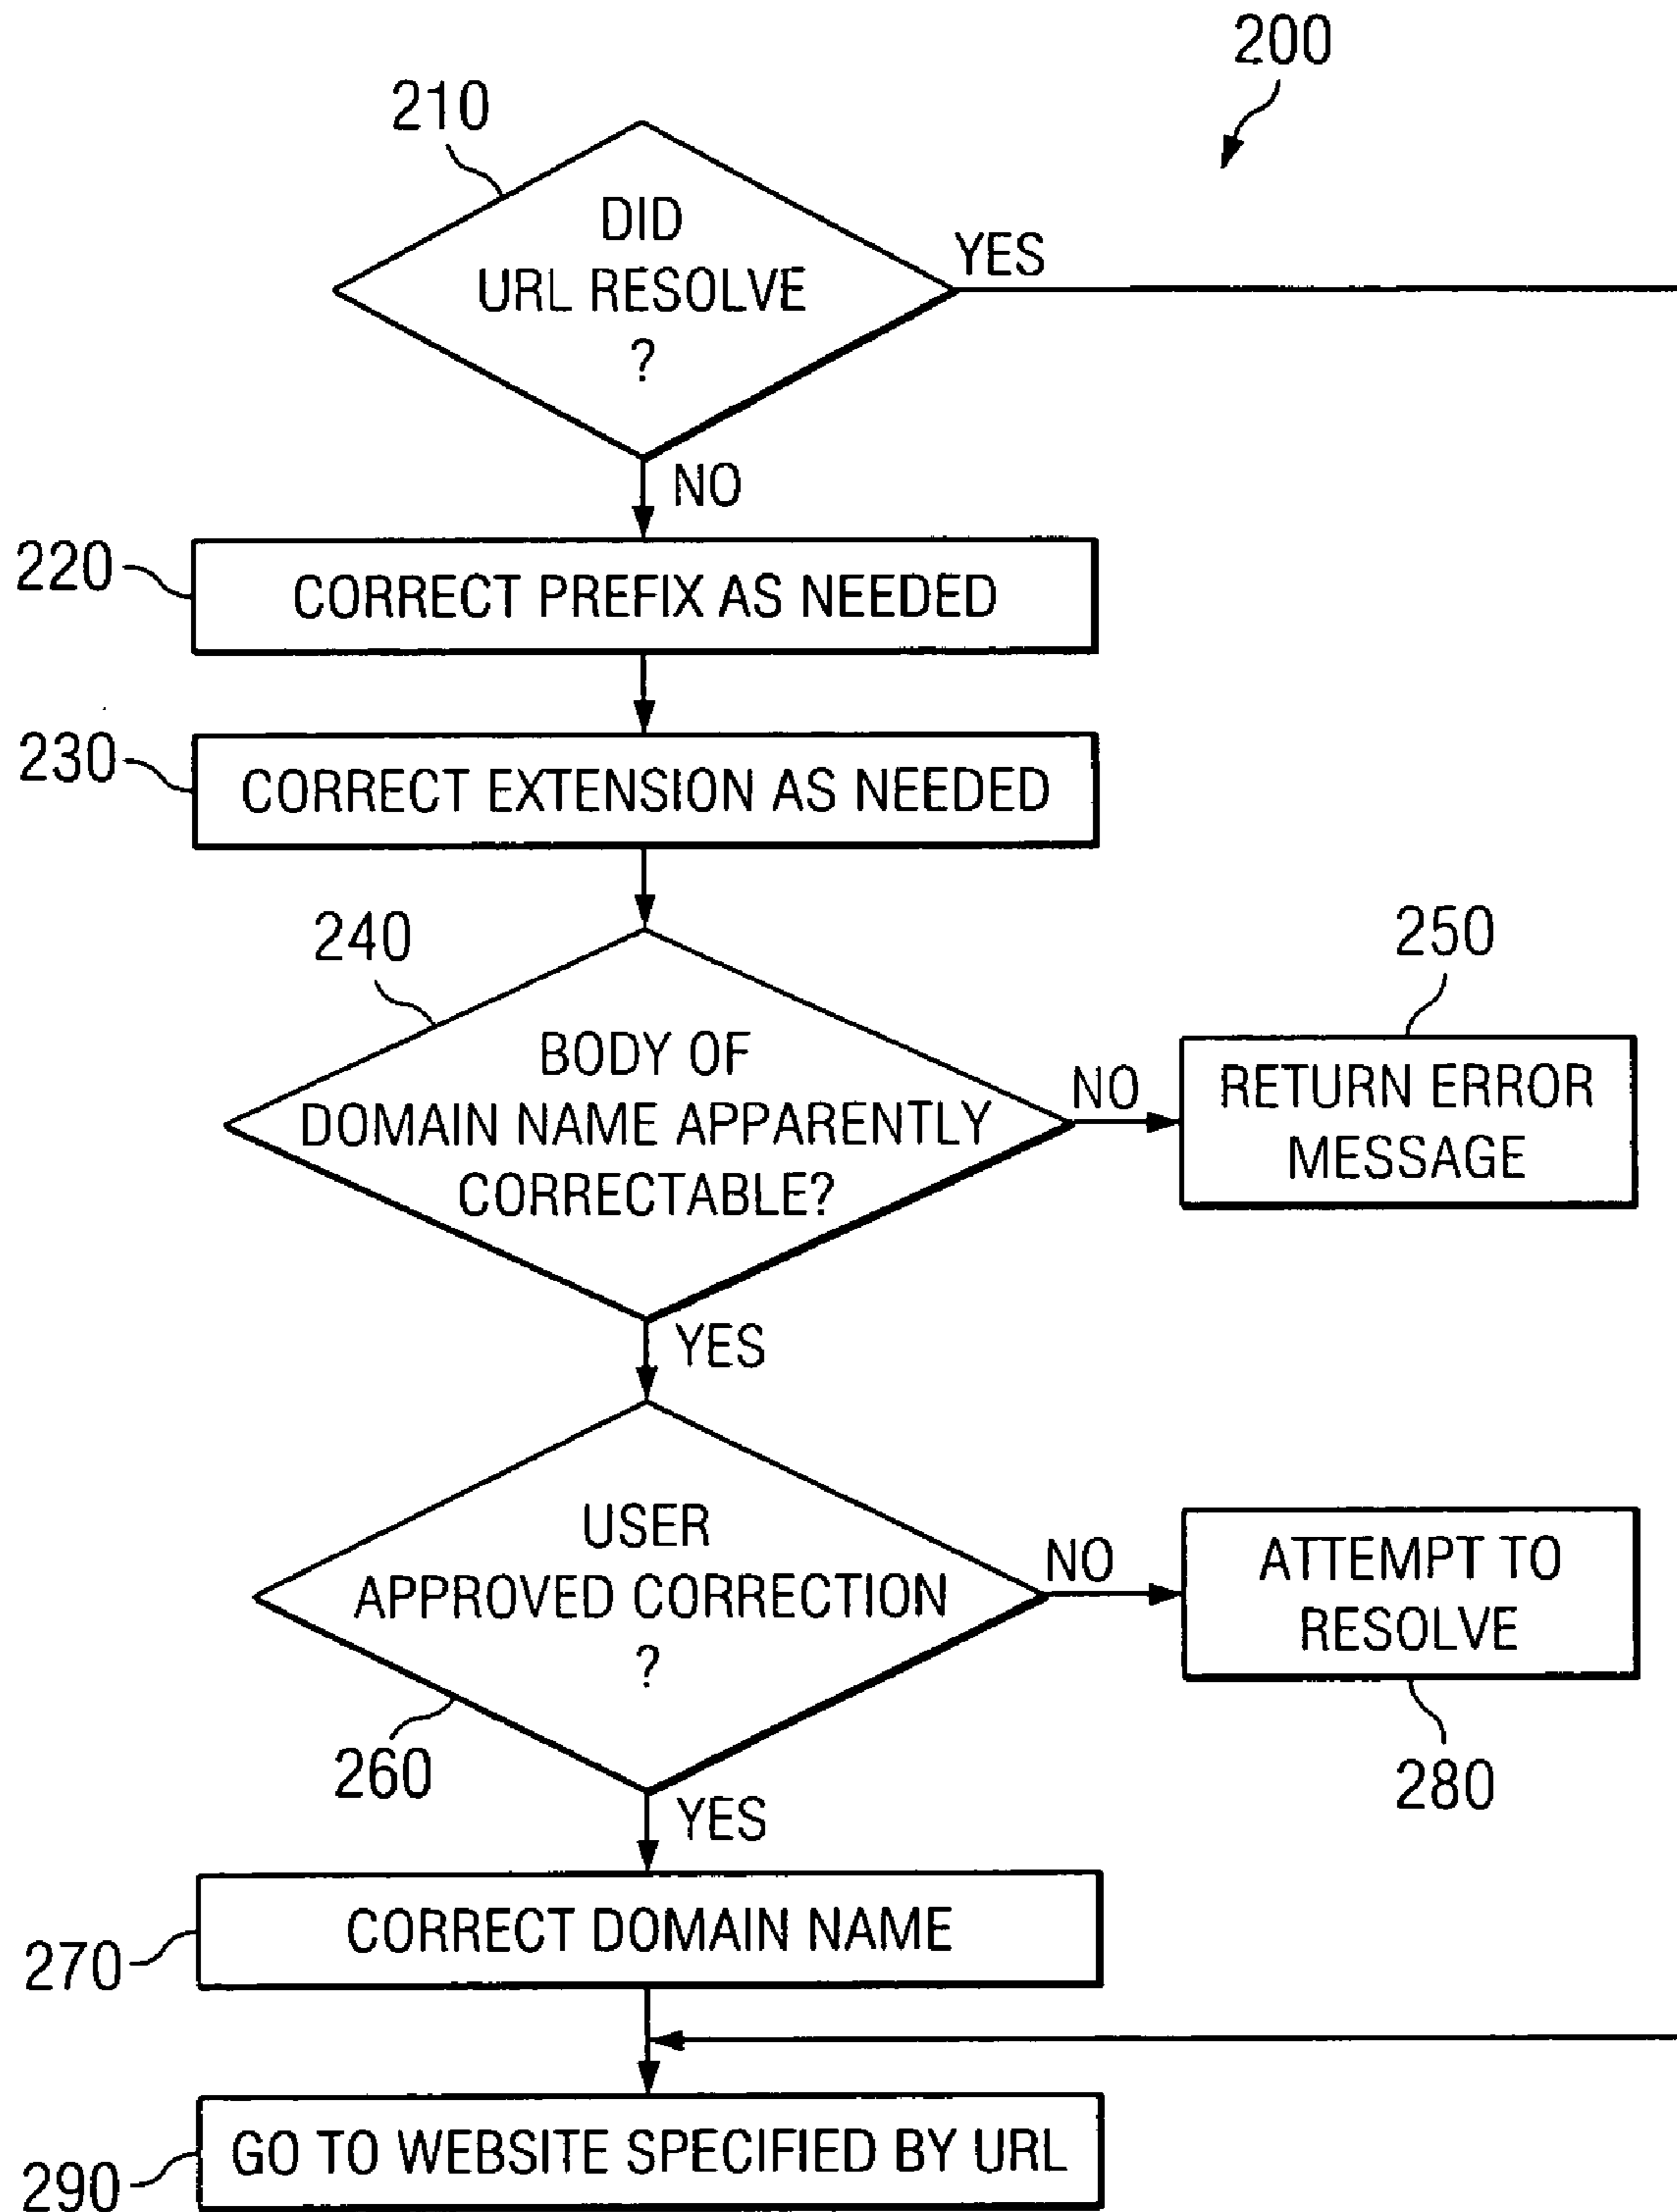 200
210
DID
URL RESOLVE
?
YES
NO
220
CORRECT PREFIX AS NEEDED
230
CORRECT EXTENSION AS NEEDED
240
BODY OF
DOMAIN NAME APPARENTLY
CORRECTABLE?
NO
250
RETURN ERROR
MESSAGE
YES
USER
APPROVED CORRECTION
?
260
NO
ATTEMPT TO
RESOLVE
280
YES
CORRECT DOMAIN NAME
270
GO TO WEBSITE SPECIFIED BY URL
290